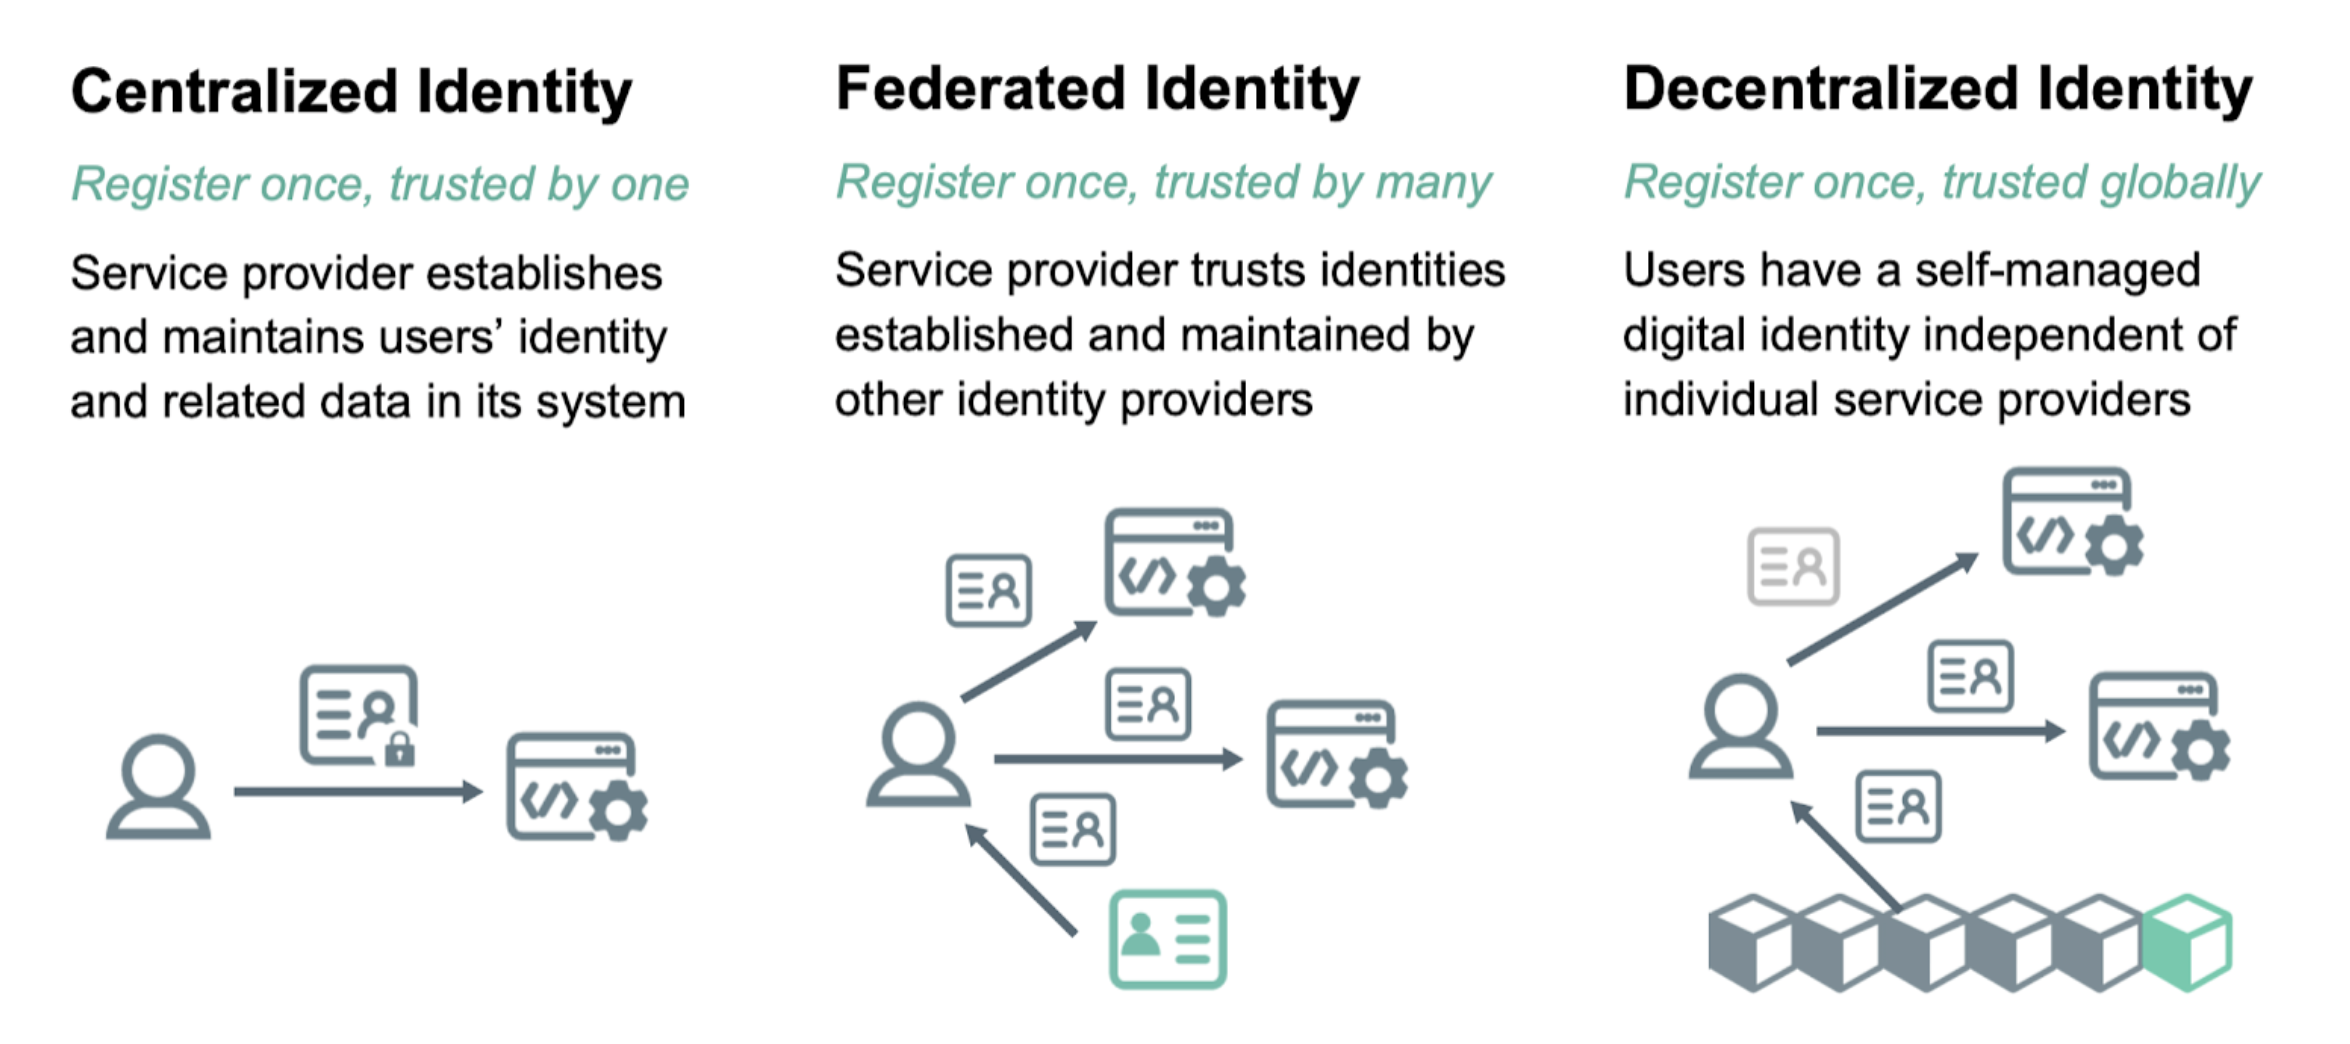 Centralized Identity
Register once, trusted by one
Service provider establishes
and maintains users’ identity
and related data in its system
Federated Identity
Register once, trusted by many
Service provider trusts identities
established and maintained by
other identity providers
Decentralized Identity
Register once, trusted globally
Users have a self-managed
digital identity independent of
individual service providers